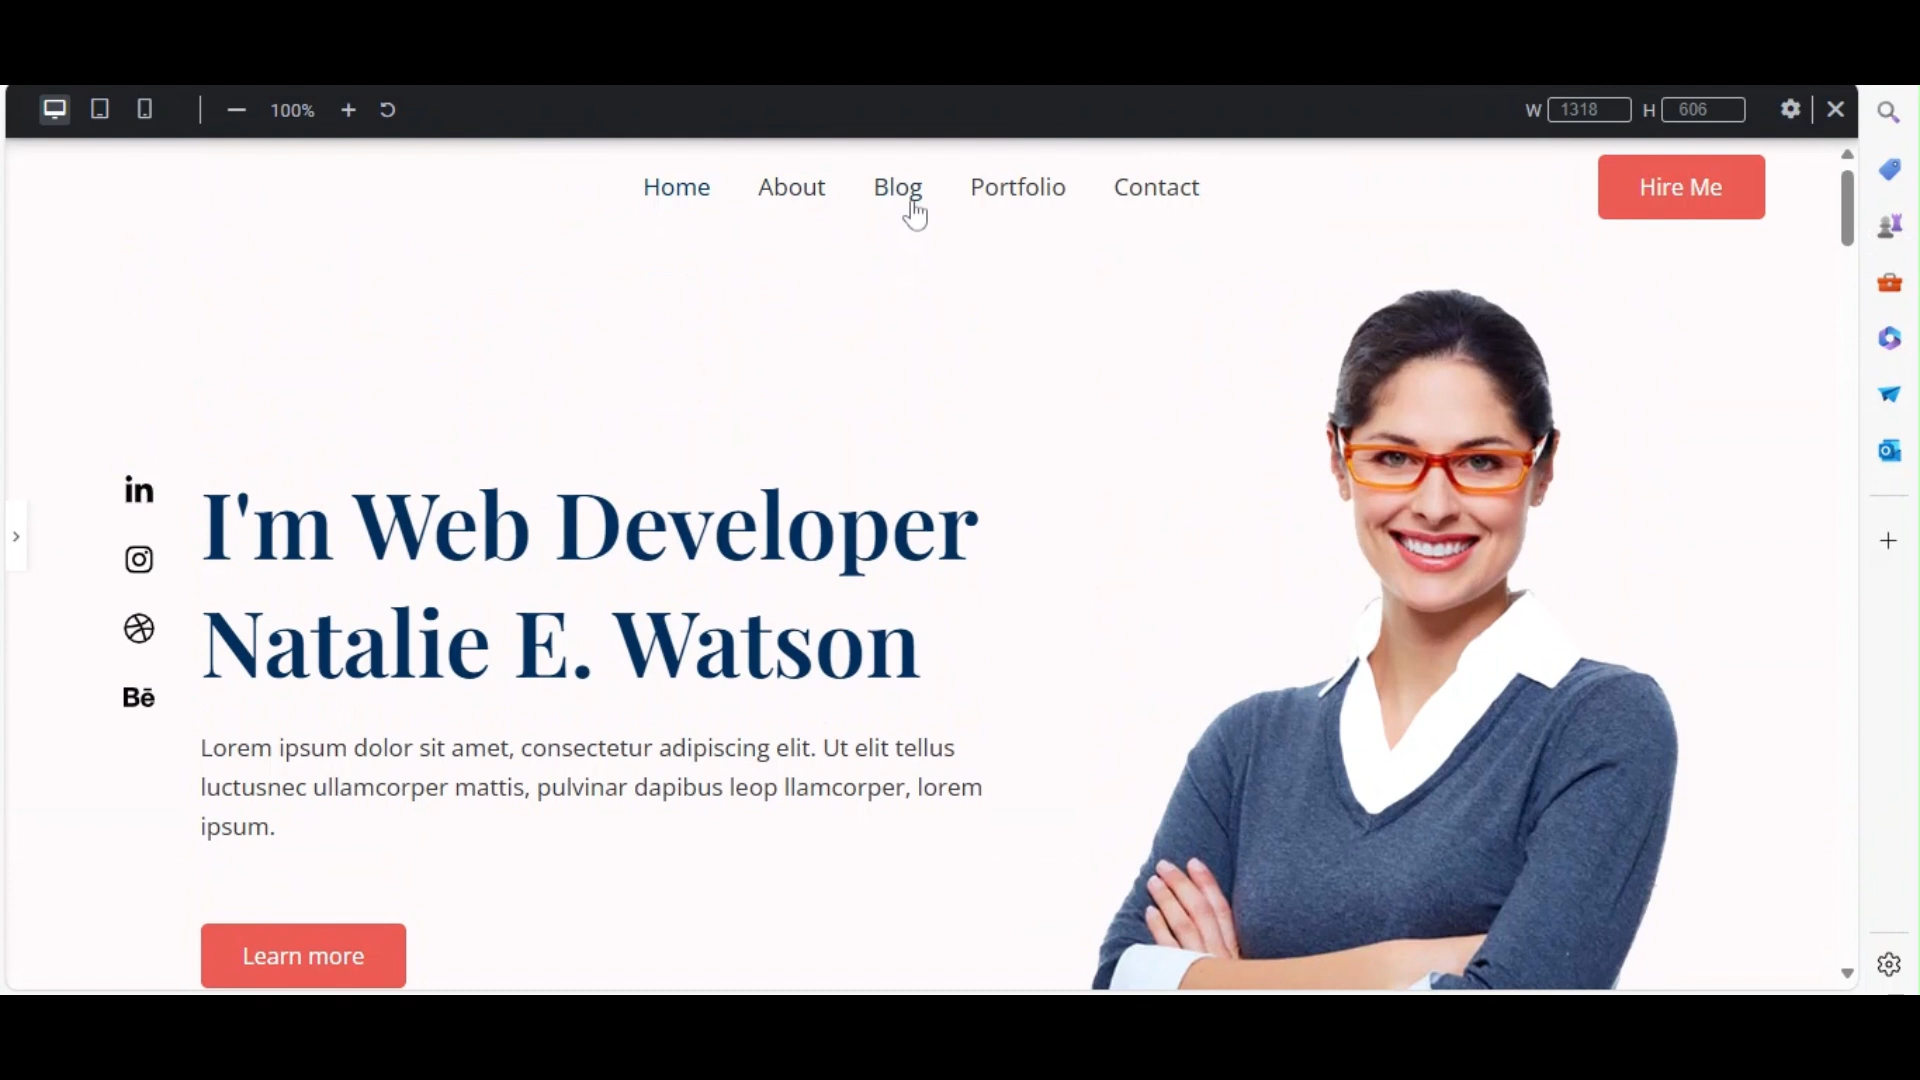 100%
W 1318 H 606
Home About Blog Portfolio Contact
Hire Me
in
I'm Web Developer
Natalie E. Watson
Bē
Lorem ipsum dolor sit amet, consectetur adipiscing elit. Ut elit tellus
luctusnec ullamcorper mattis, pulvinar dapibus leop llamcorper, lorem
ipsum.
Learn more